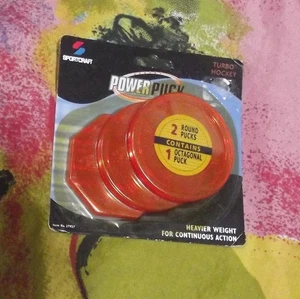 SPORTCRAFT
TURBO
HOCKEY
POWERPUCK
2 ROUND
PUCKS
CONTAINS
1 OCTAGONAL
PUCK
HEAVIER WEIGHT
FOR CONTINUOUS ACTION